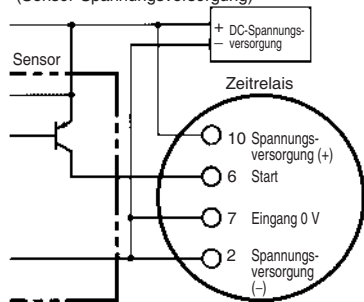 (Sensor-Spannungsversorgung)
+ DC-Spannungs-
– versorgung
Sensor
Zeitrelais
10 Spannungs-
versorgung (+)
6 Start
7 Eingang 0 V
2 Spannungs-
versorgung
(–)